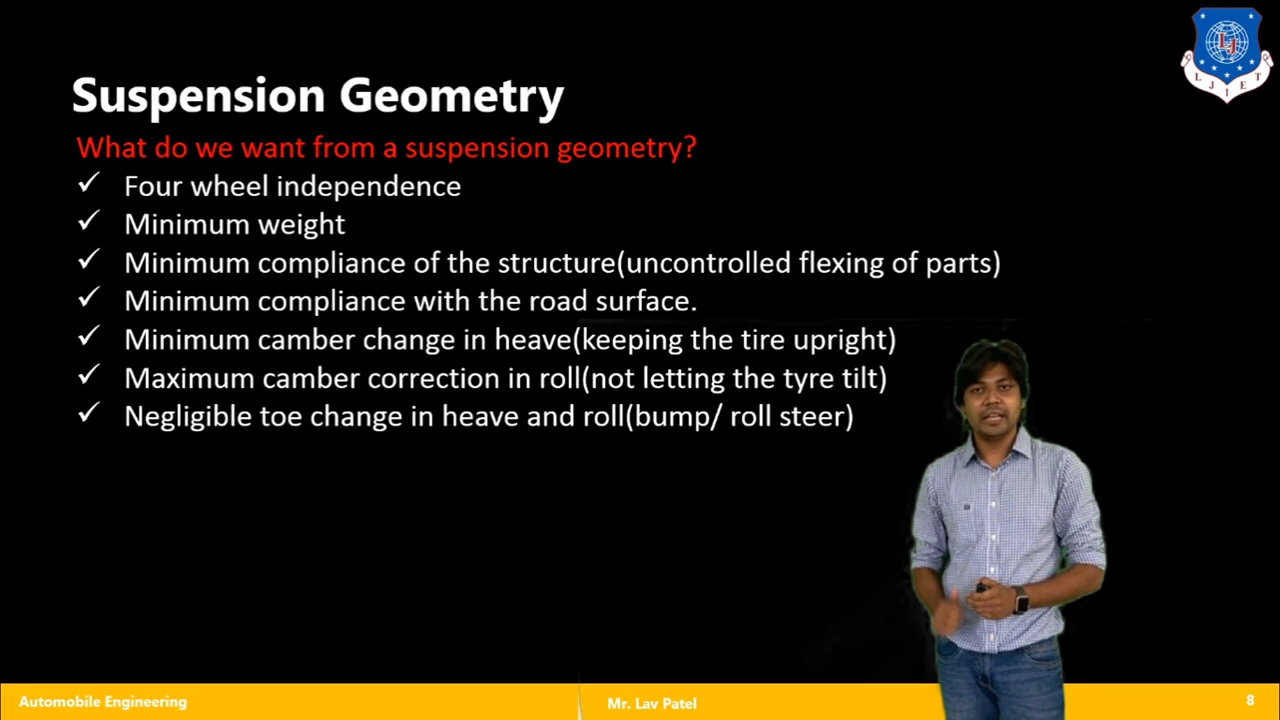 Suspension Geometry
What do we want from a suspension geometry?
✓ Four wheel independence
✓ Minimum weight
✓ Minimum compliance of the structure(uncontrolled flexing of parts)
✓ Minimum compliance with the road surface.
✓ Minimum camber change in heave(keeping the tire upright)
✓ Maximum camber correction in roll(not letting the tyre tilt)
✓ Negligible toe change in heave and roll(bump/ roll steer)
LJ
LJIET
Automobile Engineering
Mr. Lav Patel
8